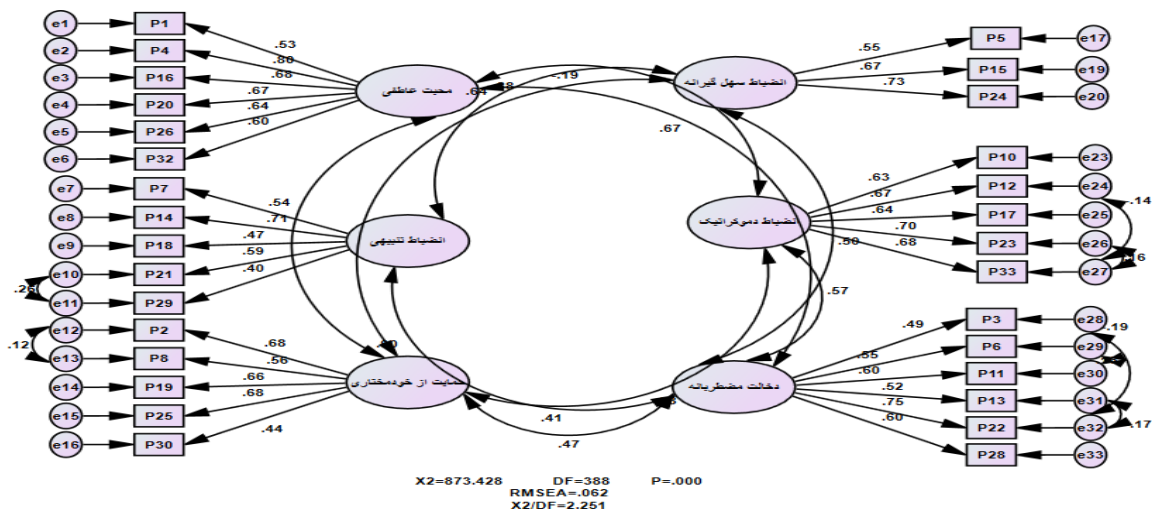 e1 P1 .53
e2 P4 .80
e3 P16 .68
e4 P20 .67
e5 P26 .64
e6 P32 .60
محبت عاطفی
e7 P7 .54
e8 P14 .71
e9 P18 .47
e10 P21 .59
e11 P29 .40
انضباط تنبیهی
e12 P2 .68
e13 P8 .56
e14 P19 .66
e15 P25 .68
e16 P30 .44
حمایت از خودمختاری
.12
-.19
.64
.67
.50
.57
.41
.47
انضباط سهل گیرانه
.55 P5 e17
.67 P15 e19
.73 P24 e20
انضباط دمیکراتیک
.63 P10 e23
.67 P12 e24
.64 P17 e25
.70 P23 e26
.68 P33 e27
.14
.16
دخالت مضطربانه
.49 P3 e28
.55 P6 e29
.60 P11 e30
.52 P13 e31
.75 P22 e32
.60 P28 e33
.17
X2=873.428 DF=388 P=.000
RMSEA=.062
X2/DF=2.251